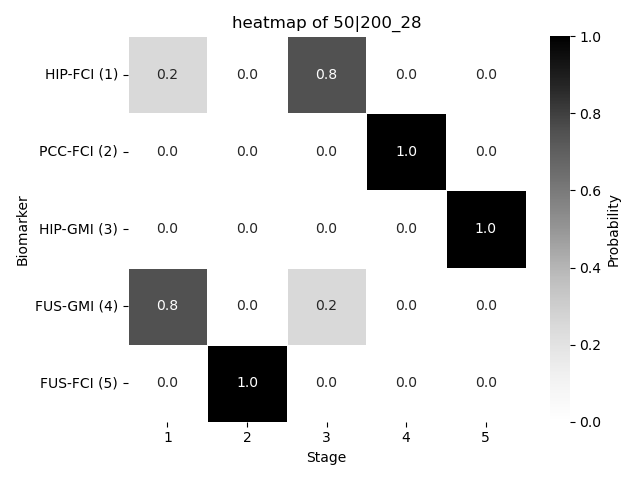 heatmap of 50|200_28
HIP-FCI (1) 0.2 0.0 0.8 0.0 0.0
PCC-FCI (2) 0.0 0.0 0.0 1.0 0.0
HIP-GMI (3) 0.0 0.0 0.0 0.0 1.0
FUS-GMI (4) 0.8 0.0 0.2 0.0 0.0
FUS-FCI (5) 0.0 1.0 0.0 0.0 0.0
1 2 3 4 5
Stage
Biomarker
1.0
0.8
0.6
0.4
0.2
0.0
Probability